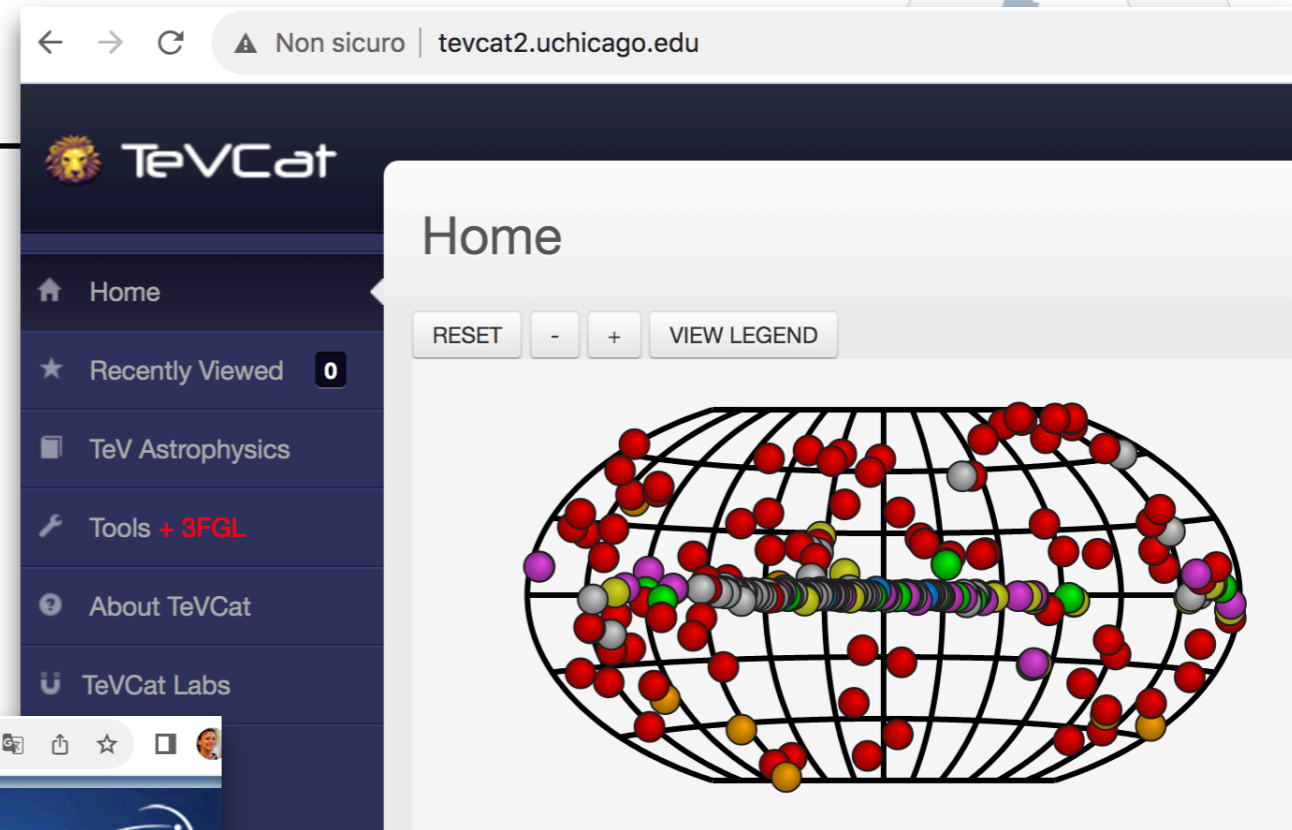 Non sicuro | tevcat2.uchicago.edu
TeVCat
Home
Home
RESET - + VIEW LEGEND
Recently Viewed 0
TeV Astrophysics
Tools + 3FGL
About TeVCat
TeVCat Labs